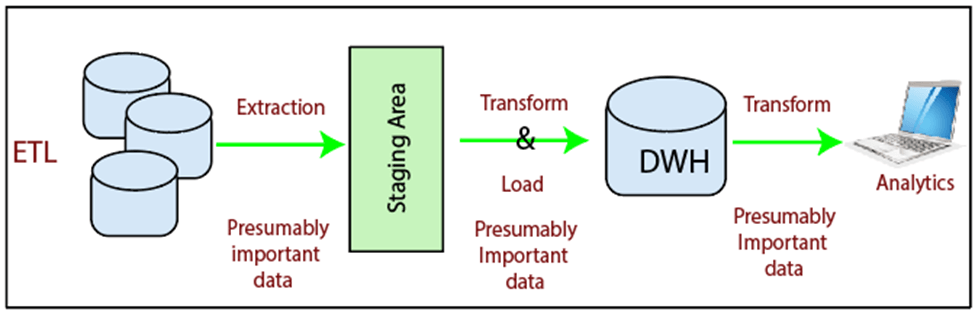 ETL
Extraction
Presumably
important
data
Staging Area
Transform
&
Load
Presumably
Important
data
DWH
Transform
Presumably
Important
data
Analytics